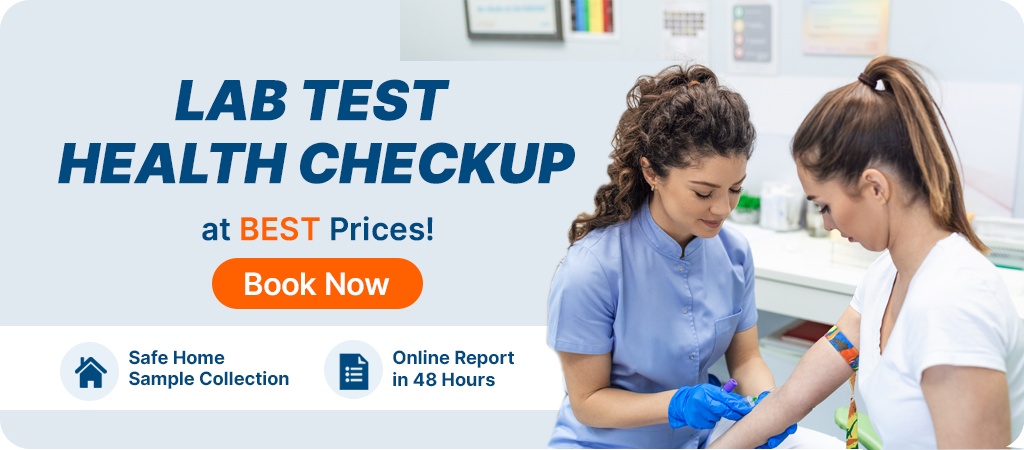 LAB TEST
HEALTH CHECKUP
at BEST Prices!
Book Now
Safe Home
Sample Collection
Online Report
in 48 Hours